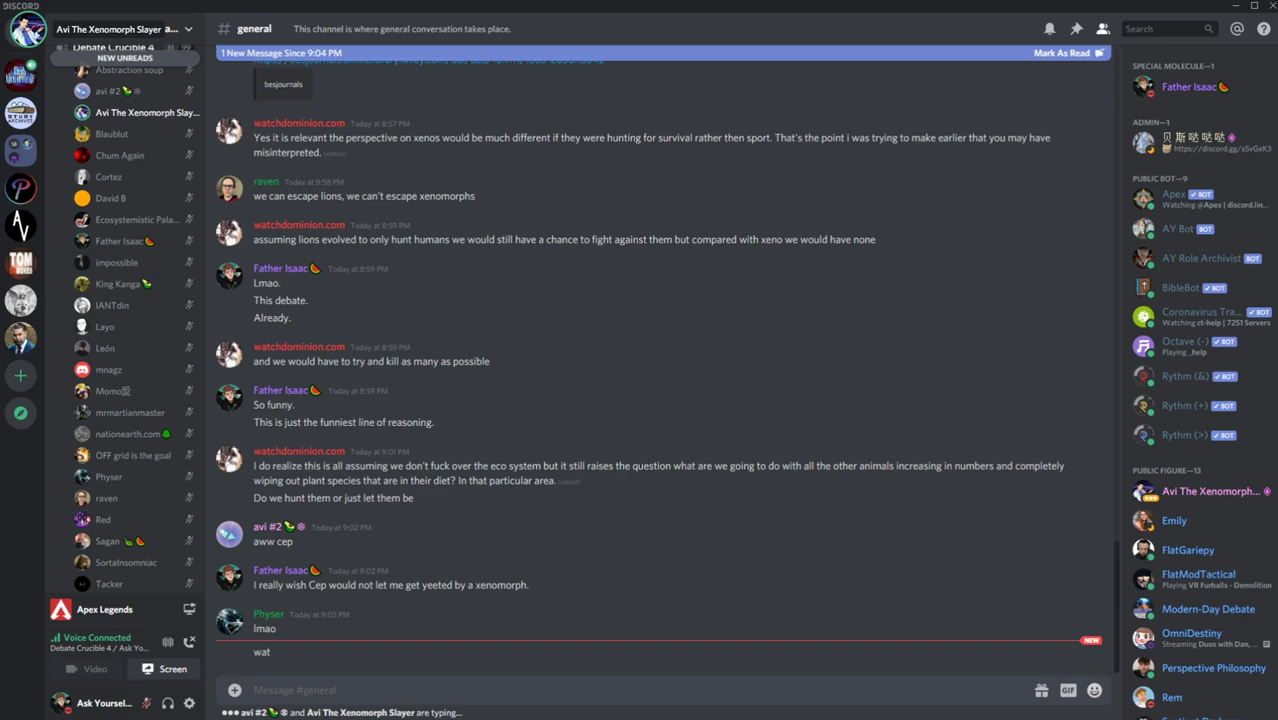 DISCORD
Avi The Xenomorph Slayer a...
Debate Crucible 4
NEW UNREADS
Abstraction soup
avi #2
Avi The Xenomorph Slay...
Blaublut
Chum Again
Cortez
David B
Ecosystemistic Pala...
Father Isaac🍉
impossible
King Kanga
IANTdin
Layo
León
mnagz
Momo愛
mrmartianmaster
nationearth.com
OFF grid is the goal
Physer
raven
Red
Sagan 🍉
SortaInsomniac
Tacker
Apex Legends
Voice Connected
Debate Crucible 4 / Ask Yo...
Video
Screen
Ask Yoursel...
# general
This channel is where general conversation takes place.
Search
1 New Message Since 9:04 PM
Mark As Read
besjournals
watchdominion.com Today at 8:57 PM
Yes it is relevant the perspective on xenos would be much different if they were hunting for survival rather then sport. That's the point i was trying to make earlier that you may have
misinterpreted. (edited)
raven Today at 8:58 PM
we can escape lions, we can't escape xenomorphs
watchdominion.com Today at 8:59 PM
assuming lions evolved to only hunt humans we would still have a chance to fight against them but compared with xeno we would have none
Father Isaac🍉 Today at 8:59 PM
Lmao.
This debate.
Already.
watchdominion.com Today at 8:59 PM
and we would have to try and kill as many as possible
Father Isaac🍉 Today at 8:59 PM
So funny.
This is just the funniest line of reasoning.
watchdominion.com Today at 9:01 PM
I do realize this is all assuming we don't fuck over the eco system but it still raises the question what are we going to do with all the other animals increasing in numbers and completely
wiping out plant species that are in their diet? In that particular area. (edited)
Do we hunt them or just let them be
avi #2 Today at 9:02 PM
aww cep
Father Isaac🍉 Today at 9:02 PM
I really wish Cep would not let me get yeeted by a xenomorph.
Physer Today at 9:03 PM
lmao
NEW
wat
Message #general
GIF
avi #2 and Avi The Xenomorph Slayer are typing...
SPECIAL MOLECULE—1
Father Isaac🍉
ADMIN—1
贝斯哒哒哒
https://discord.gg/s5vGxK3
PUBLIC BOT—9
Apex ✔BOT
Watching @Apex | discord.lin...
AY Bot BOT
AY Role Archivist BOT
BibleBot ✔BOT
Coronavirus Tra... ✔BOT
Watching ct-help | 7251 Servers
Octave (-) ✔BOT
Playing _help
Rythm (&) ✔BOT
Rythm (+) ✔BOT
Rythm (>) ✔BOT
PUBLIC FIGURE—13
Avi The Xenomorph...
Emily
FlatGariepy
FlatModTactical
Playing VR Furballs - Demolition
Modern-Day Debate
OmniDestiny
Streaming Duos with Dan, ...
Perspective Philosophy
Rem